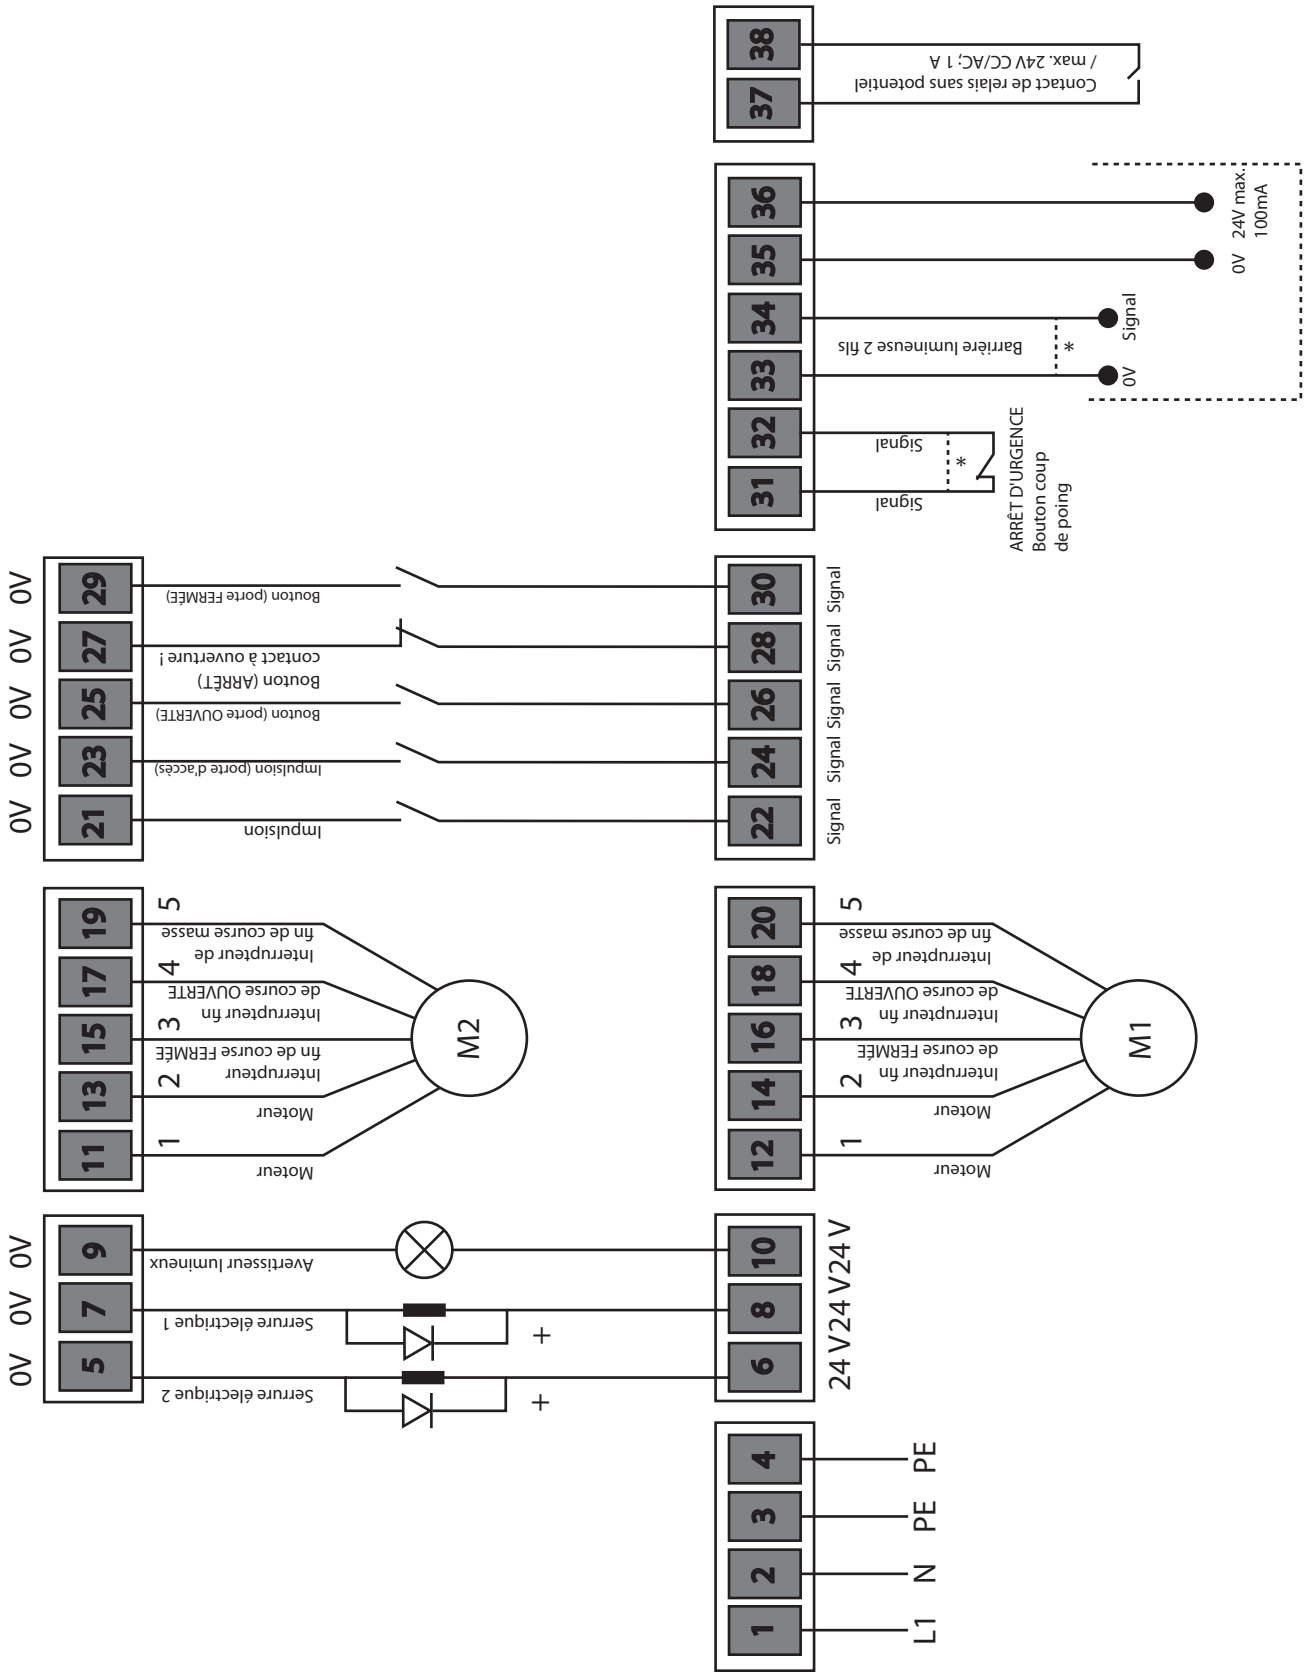 38
37
Contact de relais sans potentiel
/ max. 24V CC/AC; 1 A
36
35
34
33
32
31
24V max.
100mA
0V
Signal
0V
Barrière lumineuse 2 fils
*
Signal
Signal
*
ARRÊT D'URGENCE
Bouton coup
de poing
0V 0V 0V 0V 0V
29
27
25
23
21
Bouton (porte FERMÉE)
Bouton (ARRÊT)
contact à ouverture !
Bouton (porte OUVERTE)
Impulsion (porte d'accès)
Impulsion
30
28
26
24
22
Signal Signal Signal Signal Signal
19
17
15
13
11
5
4
3
2
1
Interrupteur de
fin de course masse
Interrupteur fin
de course OUVERTE
Interrupteur
fin de course FERMÉE
Moteur
Moteur
M2
20
18
16
14
12
5
4
3
2
1
Interrupteur de
fin de course masse
Interrupteur fin
de course OUVERTE
Interrupteur fin
de course FERMÉE
Moteur
Moteur
M1
0V 0V 0V
9
7
5
Avertisseur lumineux
Serrure électrique 1
Serrure électrique 2
+
+
10
8
6
24 V 24 V 24 V
4
3
2
1
PE
PE
N
L1